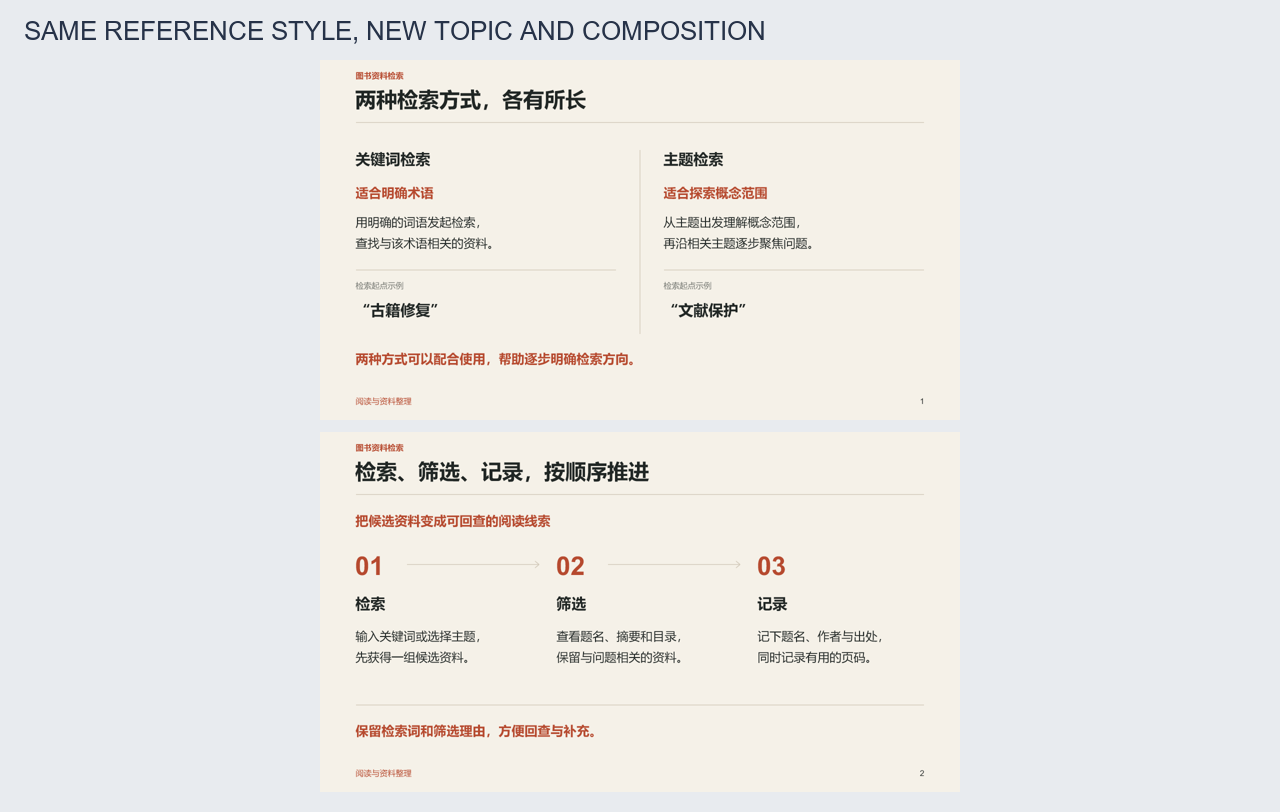 SAME REFERENCE STYLE, NEW TOPIC AND COMPOSITION
图书资料检索
两种检索方式，各有所长
关键词检索
适合明确术语
用明确的词语发起检索，
查找与该术语相关的资料。
检索起点示例
“古籍修复”
主题检索
适合探索概念范围
从主题出发理解概念范围，
再沿相关主题逐步聚焦问题。
检索起点示例
“文献保护”
两种方式可以配合使用，帮助逐步明确检索方向。
阅读与资料整理
1
图书资料检索
检索、筛选、记录，按顺序推进
把候选资料变成可回查的阅读线索
01
检索
输入关键词或选择主题，
先获得一组候选资料。
02
筛选
查看题名、摘要和目录，
保留与问题相关的资料。
03
记录
记下题名、作者与出处，
同时记录有用的页码。
保留检索词和筛选理由，方便回查与补充。
阅读与资料整理
2